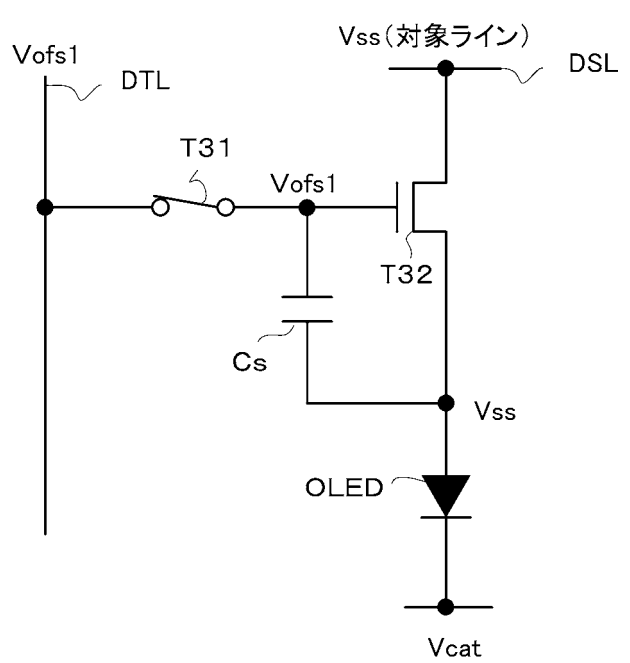 Vss(対象ライン)
Vofs1
DSL
DTL
T31
Vofs1
T32
Cs
Vss
OLED
Vcat